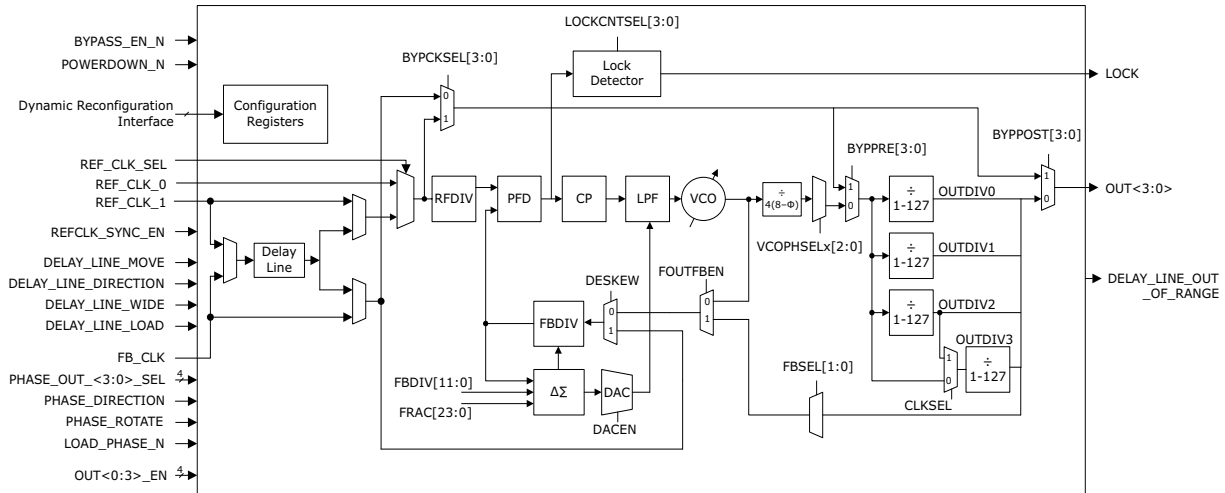 LOCKCNTSEL[3:0]
BYPASS_EN_N
BYPCKSEL[3:0]
POWERDOWN_N
Lock
Detector
LOCK
0
1
Dynamic Reconfiguration
Interface
Configuration
Registers
BYPPOST[3:0]
BYPPRE[3:0]
REF_CLK_SEL
REF_CLK_0
REF_CLK_1
RFDIV
PFD
CP
LPF
VCO
÷
4(8–Φ)
1
0
÷
1-127
OUTDIV0
1
0
OUT<3:0>
REFCLK_SYNC_EN
VCOPHSELx[2:0]
Delay
Line
DELAY_LINE_MOVE
DELAY_LINE_DIRECTION
DELAY_LINE_WIDE
DELAY_LINE_LOAD
÷
1-127
OUTDIV1
DESKEW
FOUTFBEN
DELAY_LINE_OUT
_OF_RANGE
FBDIV
0
1
0
1
÷
1-127
OUTDIV2
FB_CLK
OUTDIV3
1
0
÷
1-127
CLKSEL
FBSEL[1:0]
PHASE_OUT_<3:0>_SEL
4
FBDIV[11:0]
FRAC[23:0]
ΔΣ
DAC
DACEN
PHASE_DIRECTION
PHASE_ROTATE
LOAD_PHASE_N
OUT<0:3>_EN
4